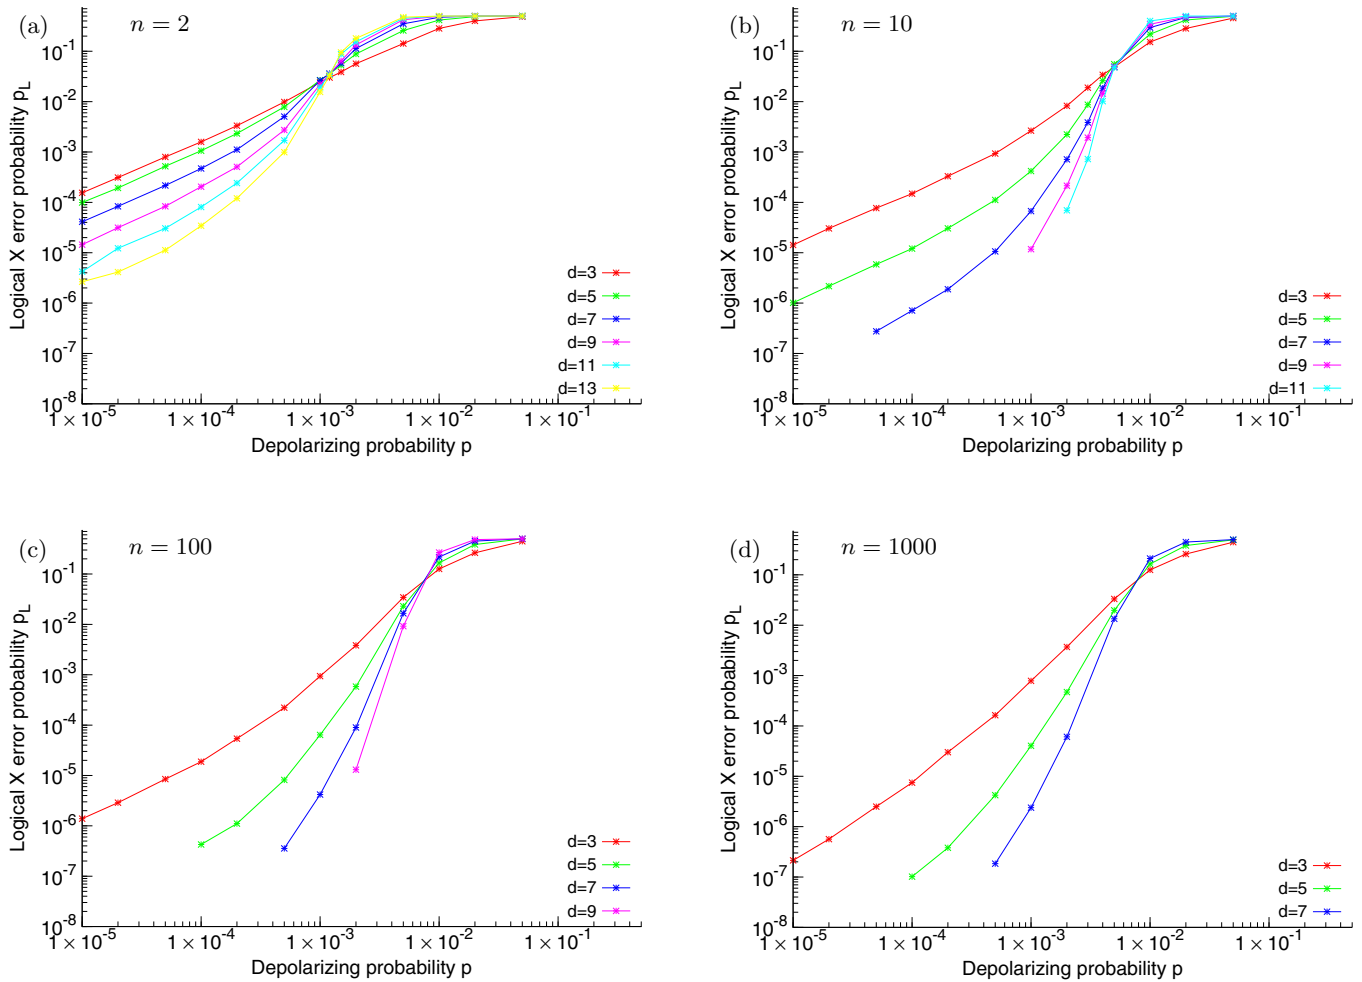 (a) n = 2
Logical X error probability p_L
10^-1
10^-2
10^-3
10^-4
10^-5
10^-6
10^-7
10^-8
d=3
d=5
d=7
d=9
d=11
d=13
1 × 10^-5 1 × 10^-4 1 × 10^-3 1 × 10^-2 1 × 10^-1
Depolarizing probability p
(b) n = 10
Logical X error probability p_L
10^-1
10^-2
10^-3
10^-4
10^-5
10^-6
10^-7
10^-8
d=3
d=5
d=7
d=9
d=11
1 × 10^-5 1 × 10^-4 1 × 10^-3 1 × 10^-2 1 × 10^-1
Depolarizing probability p
(c) n = 100
Logical X error probability p_L
10^-1
10^-2
10^-3
10^-4
10^-5
10^-6
10^-7
10^-8
d=3
d=5
d=7
d=9
1 × 10^-5 1 × 10^-4 1 × 10^-3 1 × 10^-2 1 × 10^-1
Depolarizing probability p
(d) n = 1000
Logical X error probability p_L
10^-1
10^-2
10^-3
10^-4
10^-5
10^-6
10^-7
10^-8
d=3
d=5
d=7
1 × 10^-5 1 × 10^-4 1 × 10^-3 1 × 10^-2 1 × 10^-1
Depolarizing probability p